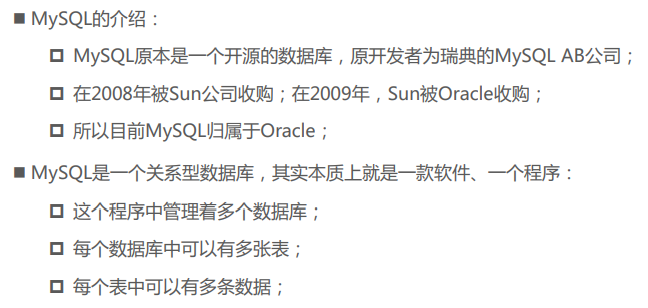 ■ MySQL的介绍：
□ MySQL原本是一个开源的数据库，原开发者为瑞典的MySQL AB公司；
□ 在2008年被Sun公司收购；在2009年，Sun被Oracle收购；
□ 所以目前MySQL归属于Oracle；
■ MySQL是一个关系型数据库，其实本质上就是一款软件、一个程序：
□ 这个程序中管理着多个数据库；
□ 每个数据库中可以有多张表；
□ 每个表中可以有多条数据；